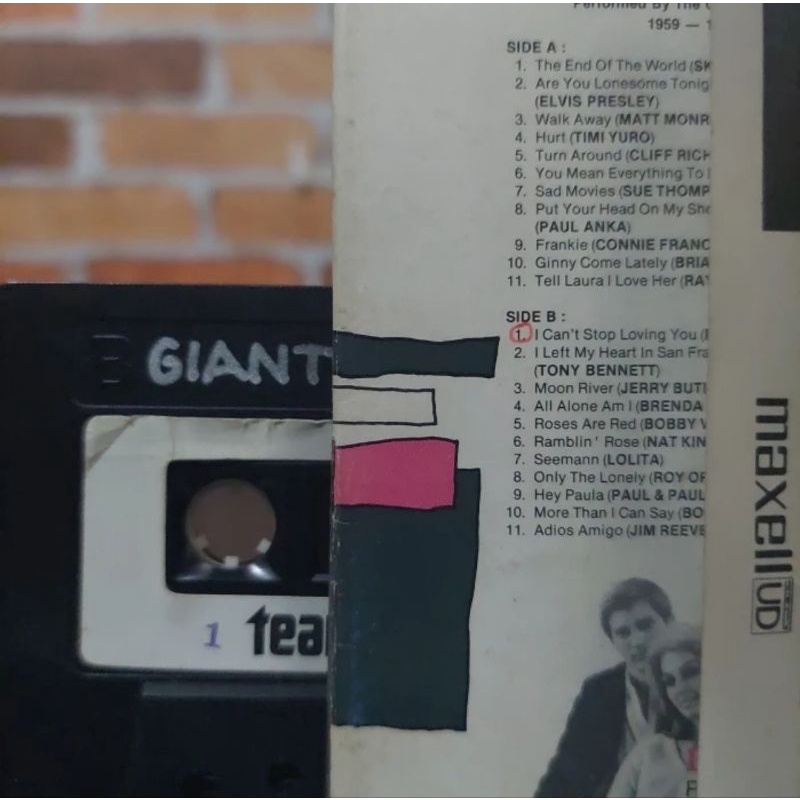 Performed By The
1959 —
SIDE A :
1. The End Of The World (SK
2. Are You Lonesome Tonig
(ELVIS PRESLEY)
3. Walk Away (MATT MONR
4. Hurt (TIMI YURO)
5. Turn Around (CLIFF RICH
6. You Mean Everything To
7. Sad Movies (SUE THOMP
8. Put Your Head On My Sho
(PAUL ANKA)
9. Frankie (CONNIE FRANC
10. Ginny Come Lately (BRIA
11. Tell Laura I Love Her (RA
SIDE B :
1. I Can't Stop Loving You (
2. I Left My Heart In San Fra
(TONY BENNETT)
3. Moon River (JERRY BUTL
4. All Alone Am I (BRENDA
5. Roses Are Red (BOBBY V
6. Ramblin' Rose (NAT KIN
7. Seemann (LOLITA)
8. Only The Lonely (ROY OR
9. Hey Paula (PAUL & PAUL
10. More Than I Can Say (BO
11. Adios Amigo (JIM REEVE
B GIANT
1 tear
maxell UD